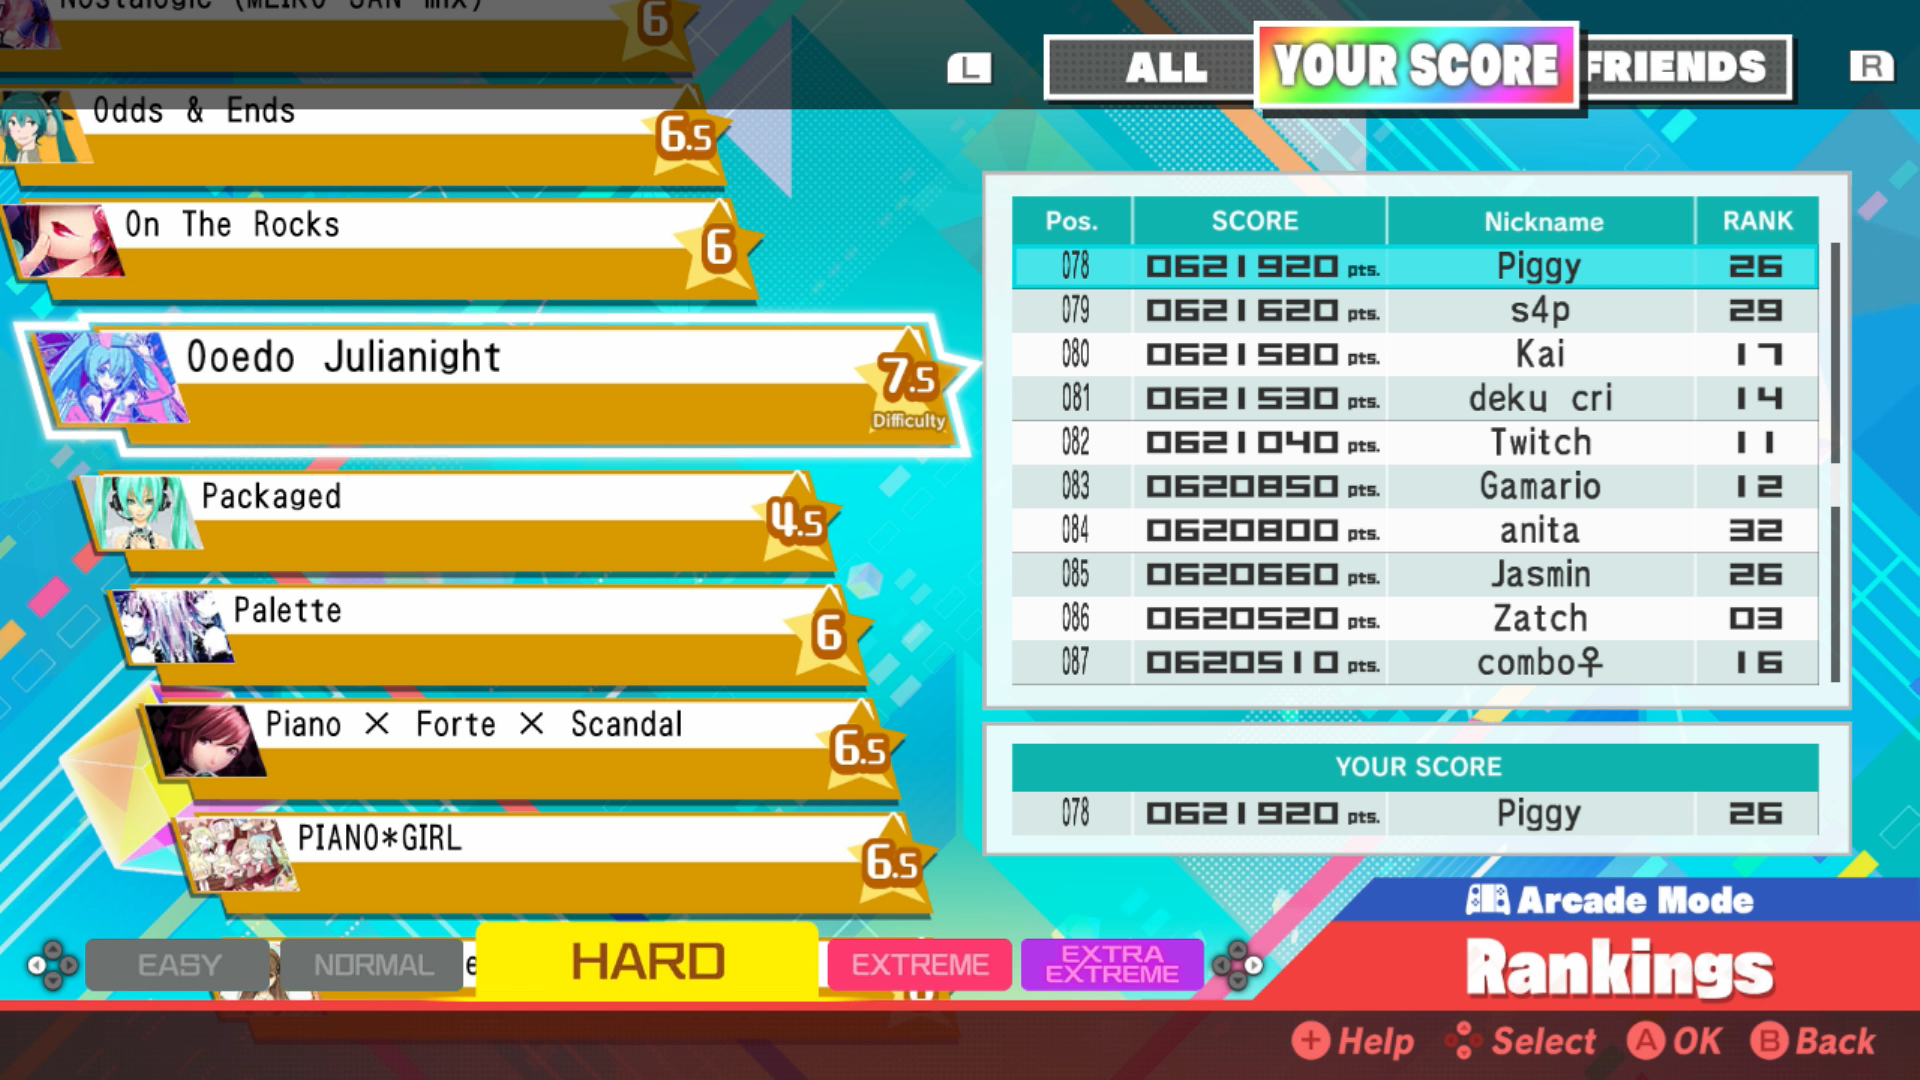 Nostalogic (MEIKO-SAN mix)
6
L
ALL
YOUR SCORE
FRIENDS
R
Odds & Ends
6.5
On The Rocks
6
Ooedo Julianight
7.5
Difficulty
Packaged
4.5
Palette
6
Piano × Forte × Scandal
6.5
PIANO*GIRL
6.5
Pos. SCORE Nickname RANK
078 0621920 pts. Piggy 26
079 0621620 pts. s4p 29
080 0621580 pts. Kai 17
081 0621530 pts. deku cri 14
082 0621040 pts. Twitch 11
083 0620850 pts. Gamario 12
084 0620800 pts. anita 32
085 0620660 pts. Jasmin 26
086 0620520 pts. Zatch 03
087 0620510 pts. combo♀ 16
YOUR SCORE
078 0621920 pts. Piggy 26
Arcade Mode
Rankings
EASY
NORMAL
HARD
EXTREME
EXTRA
EXTREME
+ Help
Select
A OK
B Back